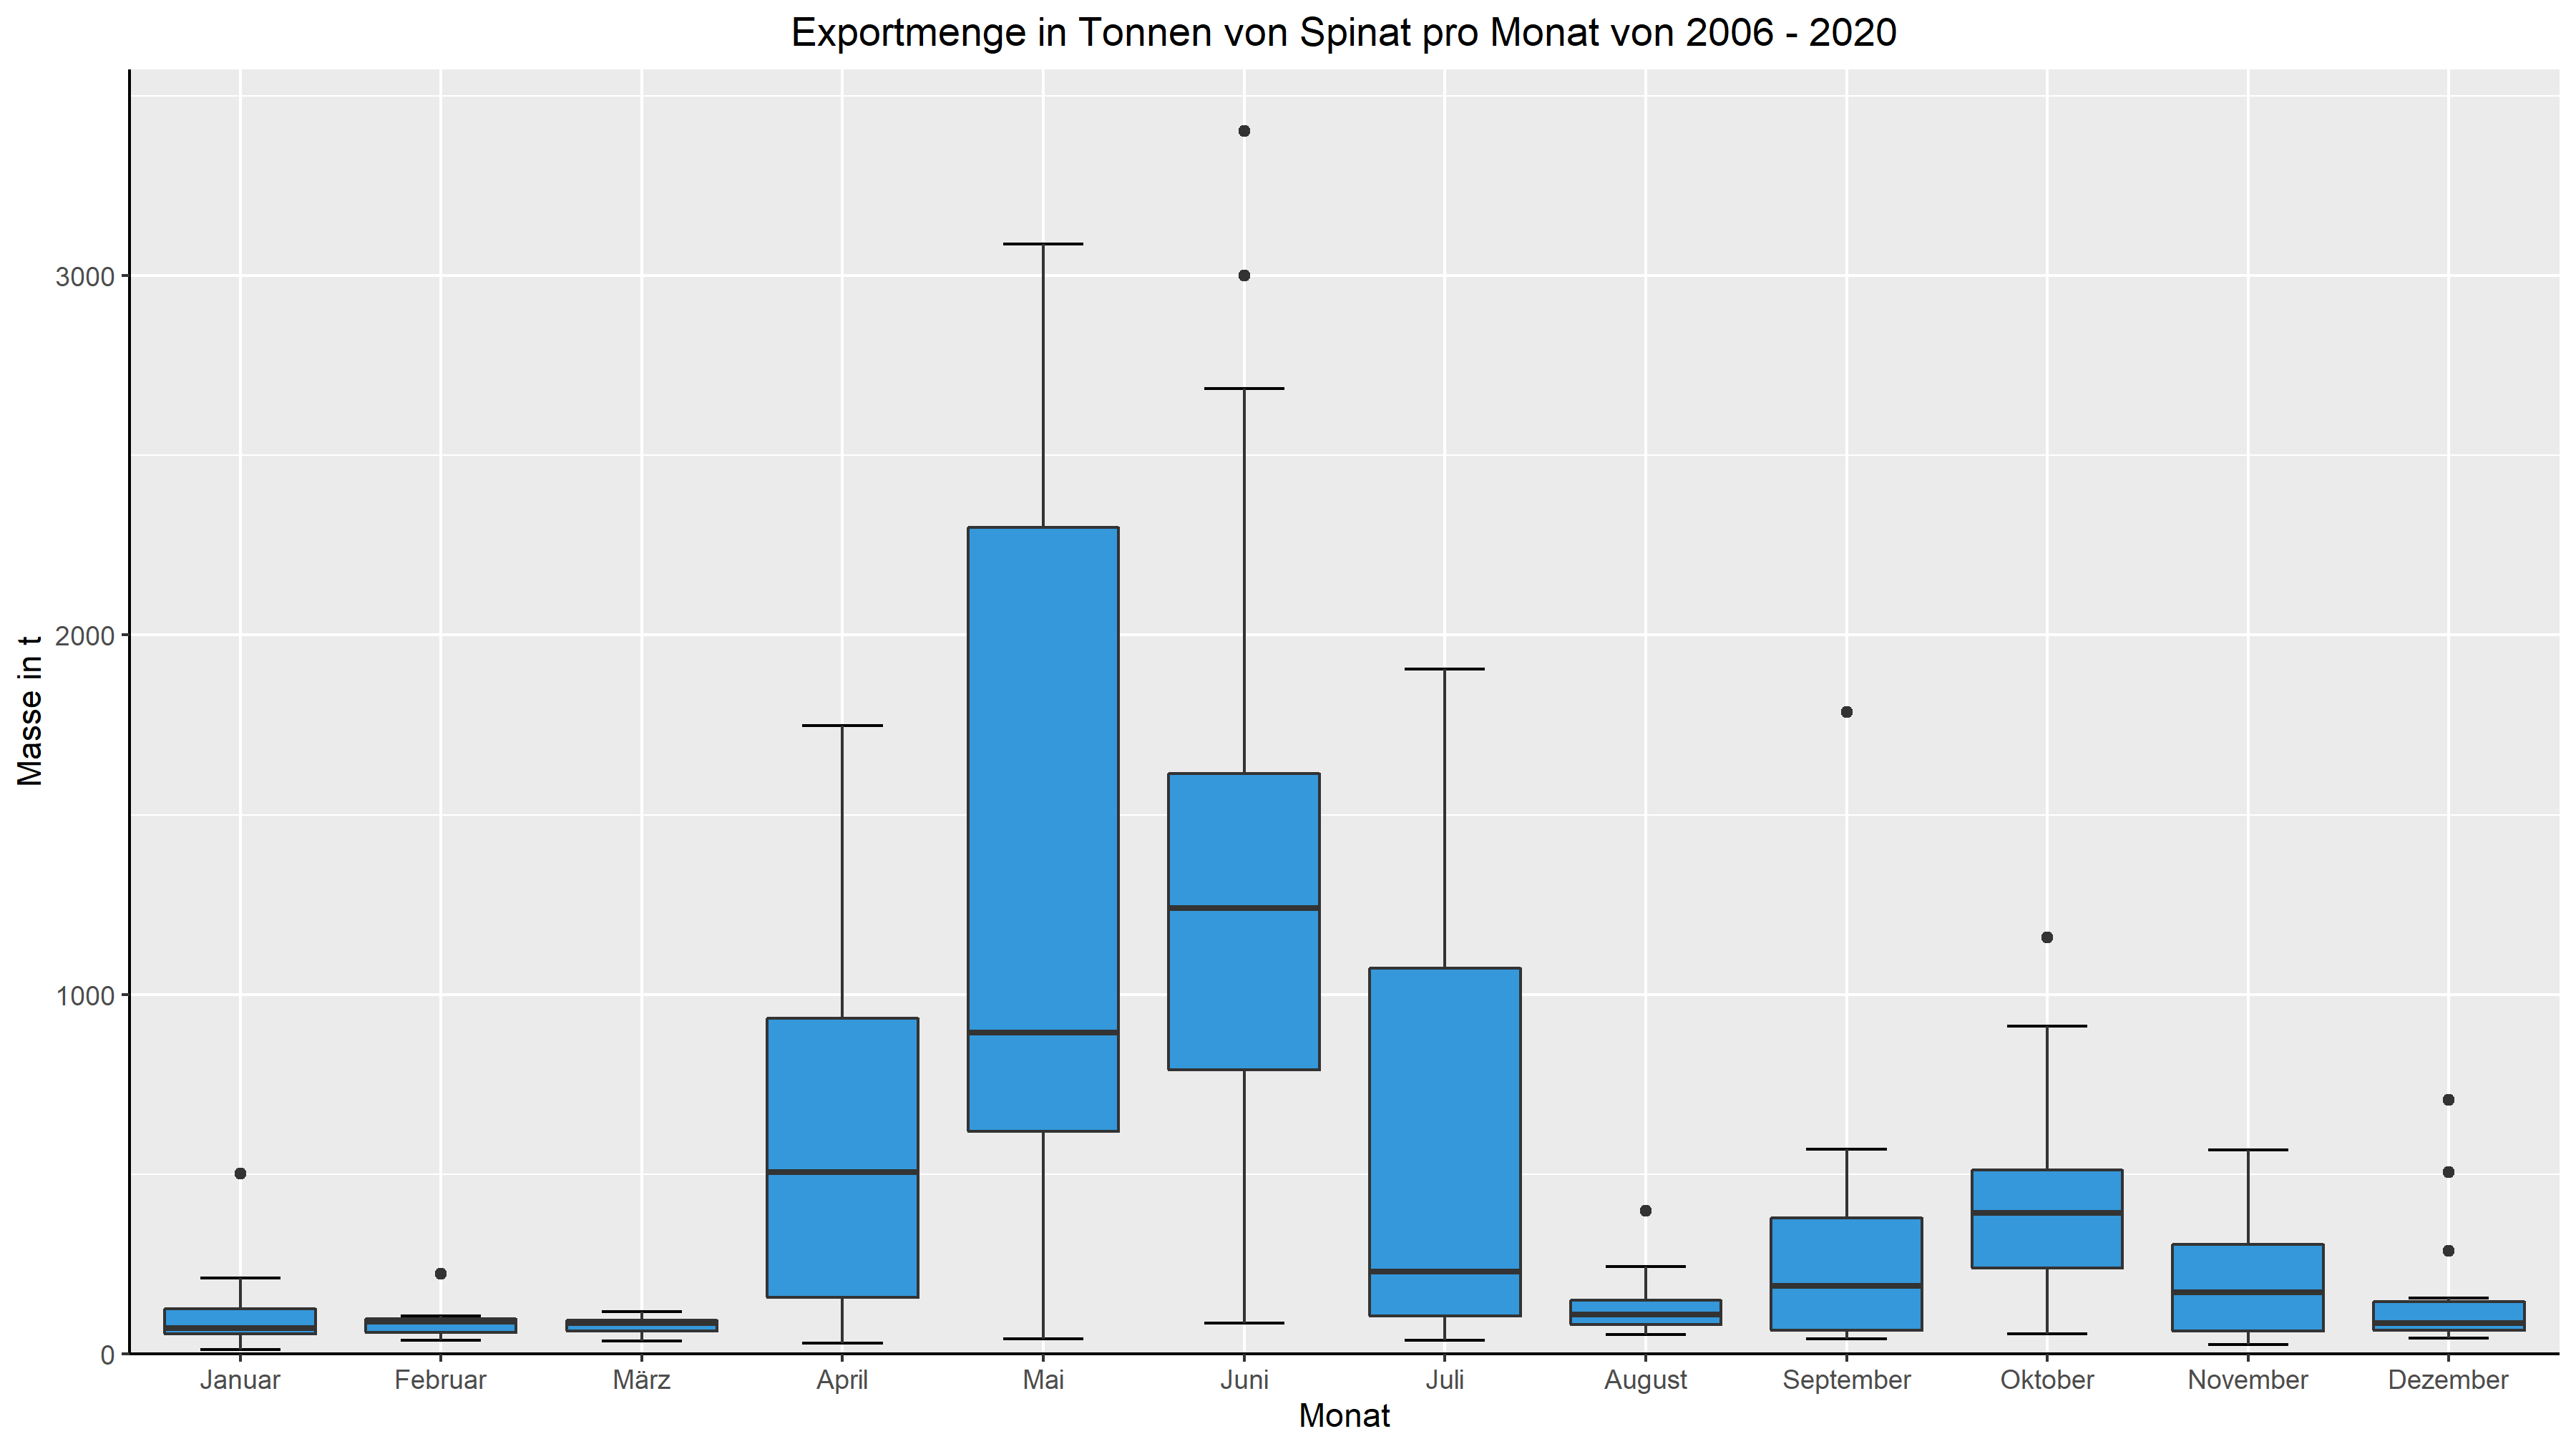 Exportmenge in Tonnen von Spinat pro Monat von 2006 - 2020
Masse in t
3000
2000
1000
0
Januar Februar März April Mai Juni Juli August September Oktober November Dezember
Monat